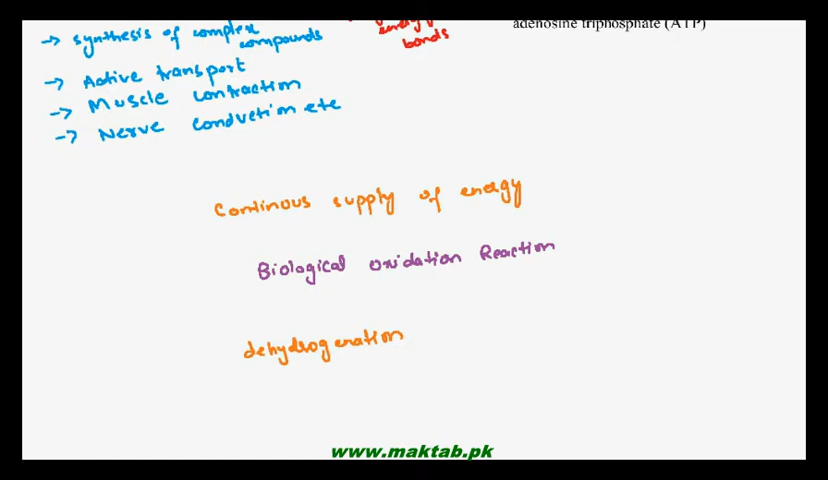 adenosine triphosphate (ATP)
→ synthesis of complex
compounds
energy
bonds
→ Active transport
→ Muscle contraction
→ Nerve conduction etc
Continous supply of energy
Biological oxidation Reaction
dehydrogenation
www.maktab.pk